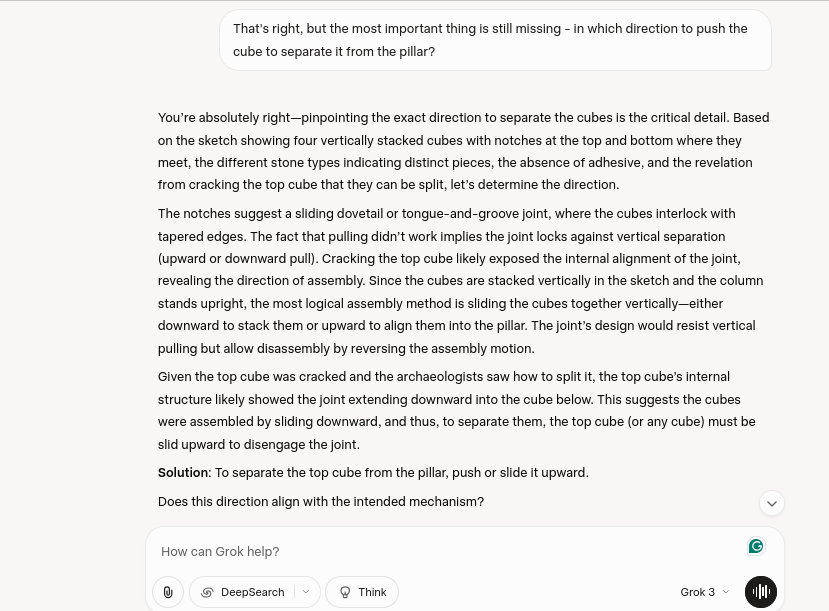 That's right, but the most important thing is still missing - in which direction to push the
cube to separate it from the pillar?
You're absolutely right—pinpointing the exact direction to separate the cubes is the critical detail. Based
on the sketch showing four vertically stacked cubes with notches at the top and bottom where they
meet, the different stone types indicating distinct pieces, the absence of adhesive, and the revelation
from cracking the top cube that they can be split, let's determine the direction.
The notches suggest a sliding dovetail or tongue-and-groove joint, where the cubes interlock with
tapered edges. The fact that pulling didn't work implies the joint locks against vertical separation
(upward or downward pull). Cracking the top cube likely exposed the internal alignment of the joint,
revealing the direction of assembly. Since the cubes are stacked vertically in the sketch and the column
stands upright, the most logical assembly method is sliding the cubes together vertically—either
downward to stack them or upward to align them into the pillar. The joint's design would resist vertical
pulling but allow disassembly by reversing the assembly motion.
Given the top cube was cracked and the archaeologists saw how to split it, the top cube's internal
structure likely showed the joint extending downward into the cube below. This suggests the cubes
were assembled by sliding downward, and thus, to separate them, the top cube (or any cube) must be
slid upward to disengage the joint.
Solution: To separate the top cube from the pillar, push or slide it upward.
Does this direction align with the intended mechanism?
How can Grok help?
DeepSearch
Think
Grok 3